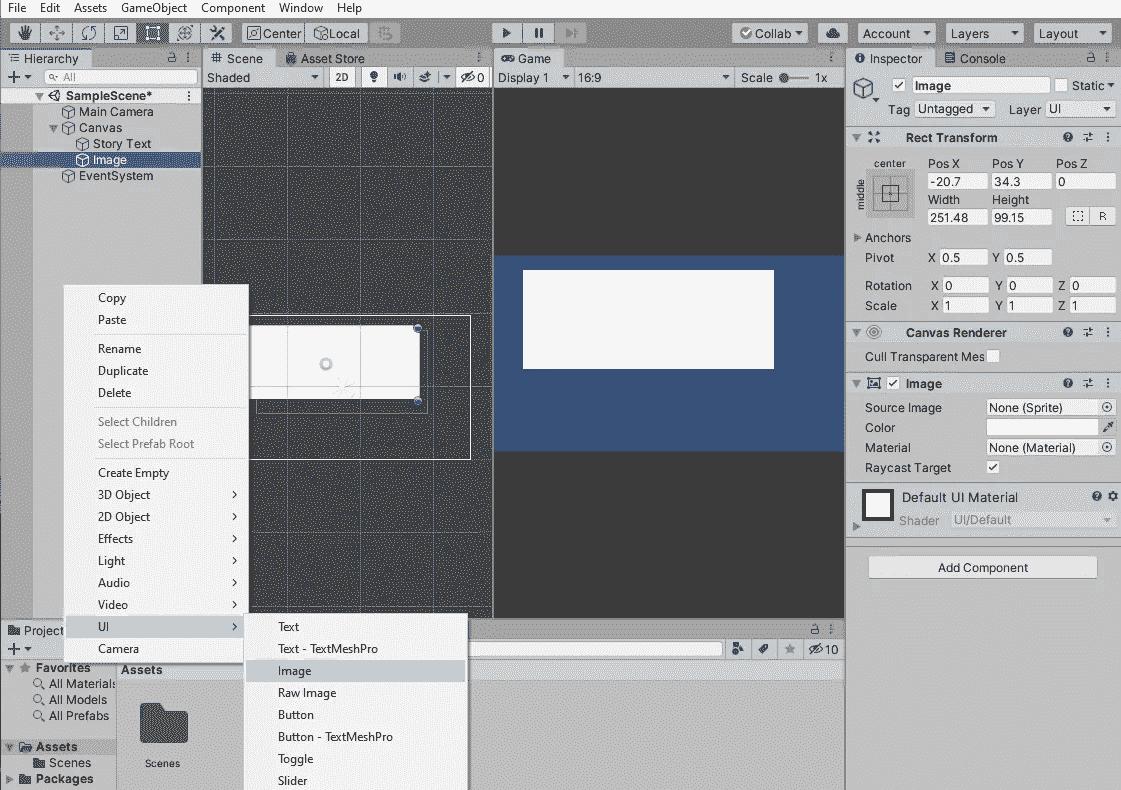 File Edit Assets GameObject Component Window Help
Center Local Collab Account Layers Layout
Hierarchy
All
SampleScene*
Main Camera
Canvas
Story Text
Image
EventSystem
Scene Asset Store
Shaded 2D 0
Game
Display 1 16:9 Scale 1x
Copy
Paste
Rename
Duplicate
Delete
Select Children
Select Prefab Root
Create Empty
3D Object
2D Object
Effects
Light
Audio
Video
UI
Camera
Text
Text - TextMeshPro
Image
Raw Image
Button
Button - TextMeshPro
Toggle
Slider
Project
10
Favorites
All Materials
All Models
All Prefabs
Assets
Scenes
Packages
Assets
Scenes
Inspector Console
Image Static
Tag Untagged Layer UI
Rect Transform
center Pos X Pos Y Pos Z
middle -20.7 34.3 0
Width Height
251.48 99.15 R
Anchors
Pivot X 0.5 Y 0.5
Rotation X 0 Y 0 Z 0
Scale X 1 Y 1 Z 1
Canvas Renderer
Cull Transparent Mes
Image
Source Image None (Sprite)
Color
Material None (Material)
Raycast Target
Default UI Material
Shader UI/Default
Add Component